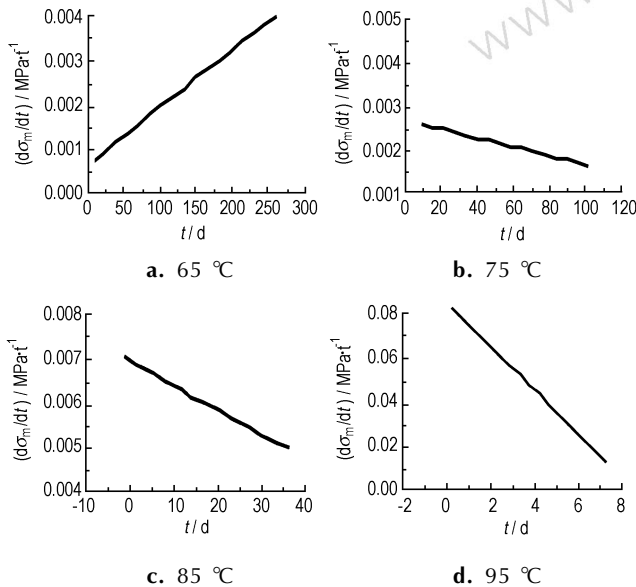 www.
0.004
0.003
0.002
0.001
0.000
(dσₘ/dt) / MPa·t⁻¹
0 50 100 150 200 250 300
t / d
a. 65 ℃
0.005
0.004
0.003
0.002
0.001
(dσₘ/dt) / MPa·t⁻¹
0 20 40 60 80 100 120
t / d
b. 75 ℃
0.008
0.007
0.006
0.005
0.004
(dσₘ/dt) / MPa·t⁻¹
-10 0 10 20 30 40
t / d
c. 85 ℃
0.08
0.06
0.04
0.02
0.00
(dσₘ/dt) / MPa·t⁻¹
-2 0 2 4 6 8
t / d
d. 95 ℃